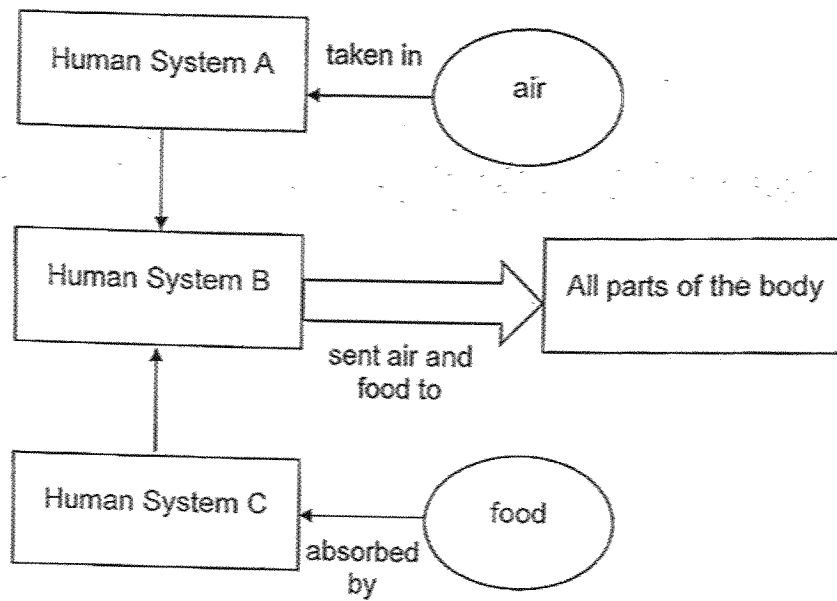 Human System A
taken in
air
Human System B
sent air and
food to
All parts of the body
Human System C
absorbed
by
food